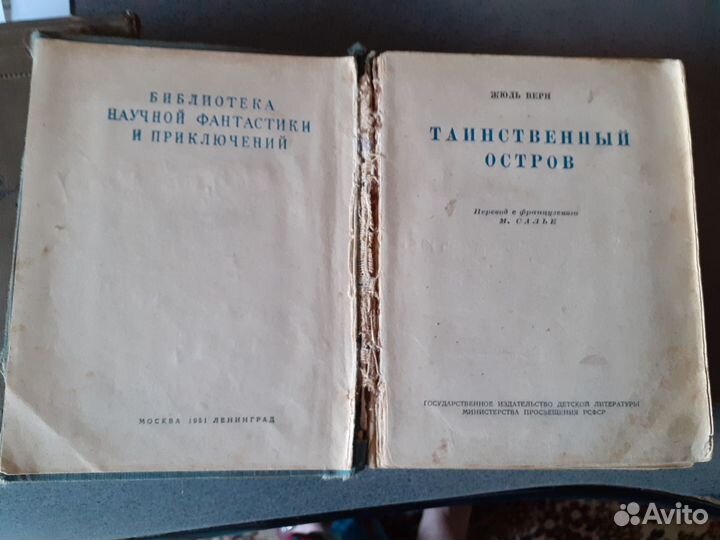 БИБЛИОТЕКА
НАУЧНОЙ ФАНТАСТИКИ
И ПРИКЛЮЧЕНИЙ
МОСКВА 1951 ЛЕНИНГРАД
ЖЮЛЬ ВЕРН
ТАИНСТВЕННЫЙ
ОСТРОВ
Перевод с французского
М. САЛЬЕ
ГОСУДАРСТВЕННОЕ ИЗДАТЕЛЬСТВО ДЕТСКОЙ ЛИТЕРАТУРЫ
МИНИСТЕРСТВА ПРОСВЕЩЕНИЯ РСФСР
Avito